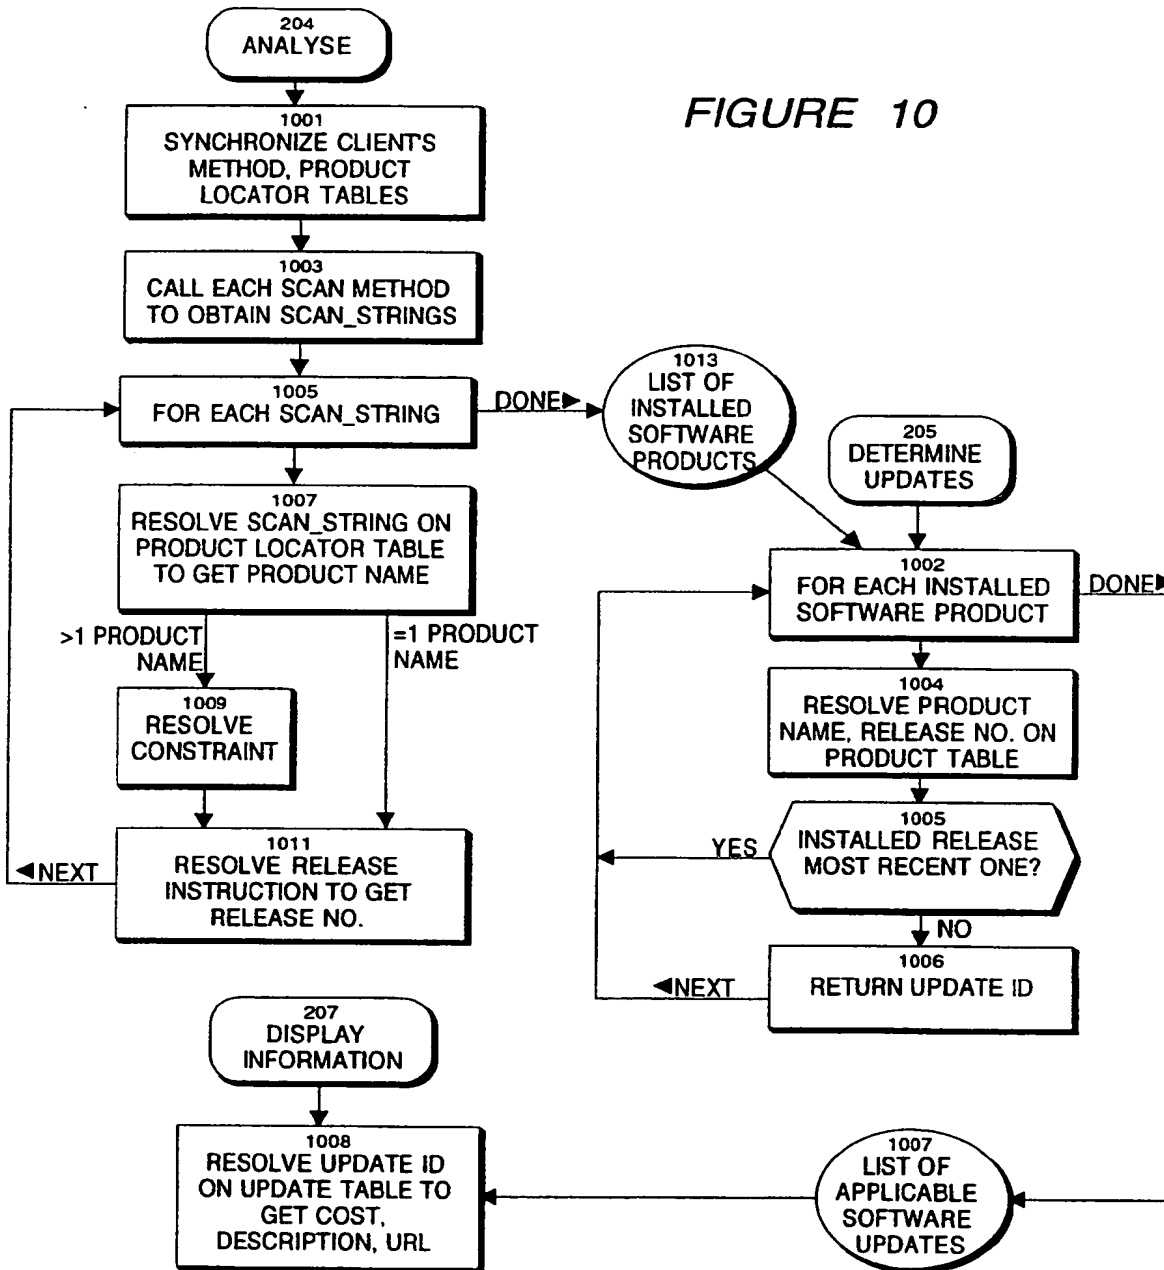 FIGURE 10
204
ANALYSE
1001
SYNCHRONIZE CLIENT'S
METHOD, PRODUCT
LOCATOR TABLES
1003
CALL EACH SCAN METHOD
TO OBTAIN SCAN_STRINGS
1005
FOR EACH SCAN_STRING
DONE
1007
RESOLVE SCAN_STRING ON
PRODUCT LOCATOR TABLE
TO GET PRODUCT NAME
>1 PRODUCT
NAME
=1 PRODUCT
NAME
1009
RESOLVE
CONSTRAINT
1011
RESOLVE RELEASE
INSTRUCTION TO GET
RELEASE NO.
NEXT
1013
LIST OF
INSTALLED
SOFTWARE
PRODUCTS
205
DETERMINE
UPDATES
1002
FOR EACH INSTALLED
SOFTWARE PRODUCT
DONE
1004
RESOLVE PRODUCT
NAME, RELEASE NO. ON
PRODUCT TABLE
1005
INSTALLED RELEASE
MOST RECENT ONE?
YES
NO
1006
RETURN UPDATE ID
NEXT
207
DISPLAY
INFORMATION
1008
RESOLVE UPDATE ID
ON UPDATE TABLE TO
GET COST,
DESCRIPTION, URL
1007
LIST OF
APPLICABLE
SOFTWARE
UPDATES